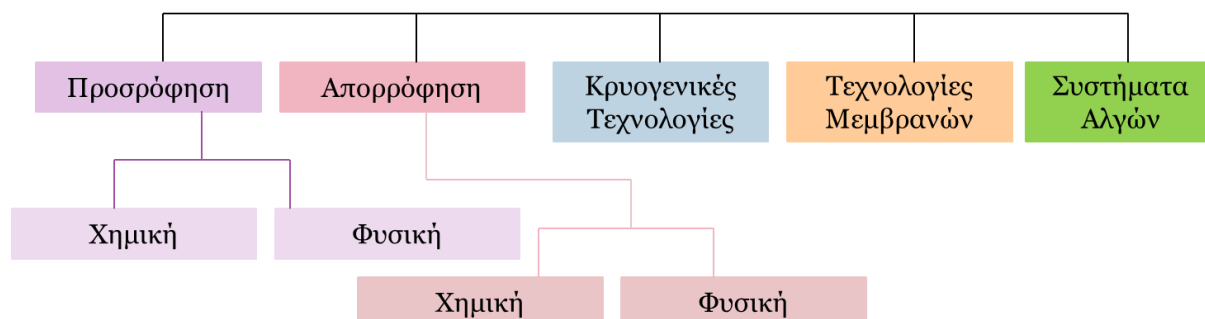 Προσρόφηση
Απορρόφηση
Κρυογενικές
Τεχνολογίες
Τεχνολογίες
Μεμβρανών
Συστήματα
Αλγών
Χημική
Φυσική
Χημική
Φυσική